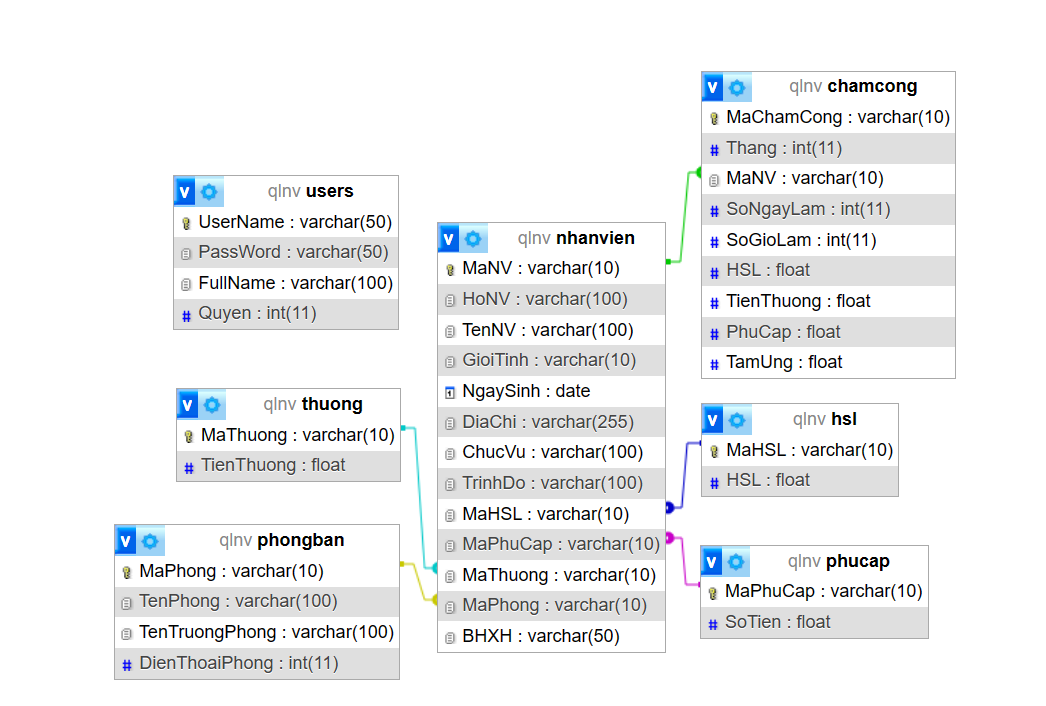 v qlnv users
UserName : varchar(50)
PassWord : varchar(50)
FullName : varchar(100)
# Quyen : int(11)
v qlnv thuong
MaThuong : varchar(10)
# TienThuong : float
v qlnv phongban
MaPhong : varchar(10)
TenPhong : varchar(100)
TenTruongPhong : varchar(100)
# DienThoaiPhong : int(11)
v qlnv nhanvien
MaNV : varchar(10)
HoNV : varchar(100)
TenNV : varchar(100)
GioiTinh : varchar(10)
NgaySinh : date
DiaChi : varchar(255)
ChucVu : varchar(100)
TrinhDo : varchar(100)
MaHSL : varchar(10)
MaPhuCap : varchar(10)
MaThuong : varchar(10)
MaPhong : varchar(10)
BHXH : varchar(50)
v qlnv chamcong
MaChamCong : varchar(10)
# Thang : int(11)
MaNV : varchar(10)
# SoNgayLam : int(11)
# SoGioLam : int(11)
# HSL : float
# TienThuong : float
# PhuCap : float
# TamUng : float
v qlnv hsl
MaHSL : varchar(10)
# HSL : float
v qlnv phucap
MaPhuCap : varchar(10)
# SoTien : float